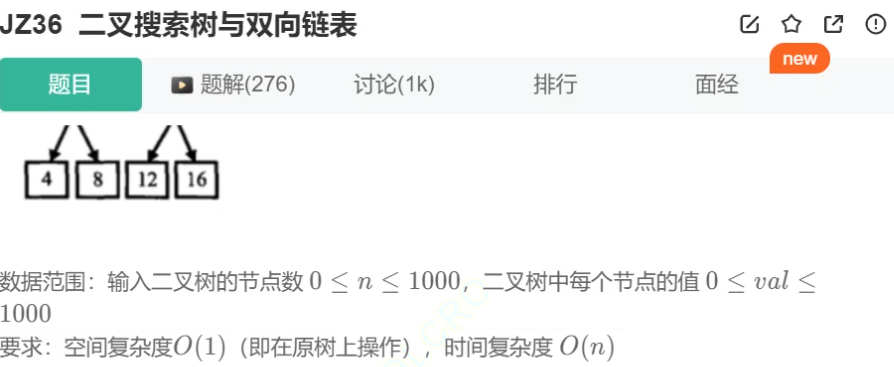 JZ36 二叉搜索树与双向链表
new
题目 题解(276) 讨论(1k) 排行 面经
4 8 12 16
数据范围：输入二叉树的节点数 0 ≤ n ≤ 1000，二叉树中每个节点的值 0 ≤ val ≤
1000
要求：空间复杂度O(1)（即在原树上操作），时间复杂度 O(n)